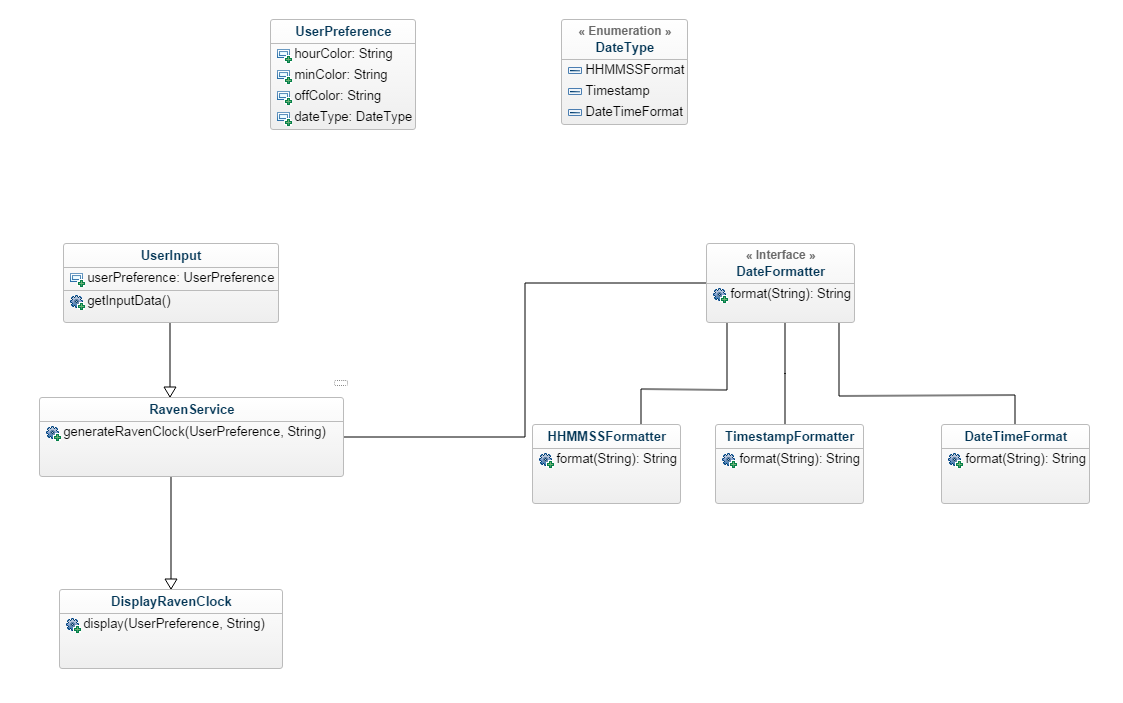 UserPreference
hourColor: String
minColor: String
offColor: String
dateType: DateType
« Enumeration »
DateType
HHMMSSFormat
Timestamp
DateTimeFormat
UserInput
userPreference: UserPreference
getInputData()
« Interface »
DateFormatter
format(String): String
RavenService
generateRavenClock(UserPreference, String)
HHMMSSFormatter
format(String): String
TimestampFormatter
format(String): String
DateTimeFormat
format(String): String
DisplayRavenClock
display(UserPreference, String)